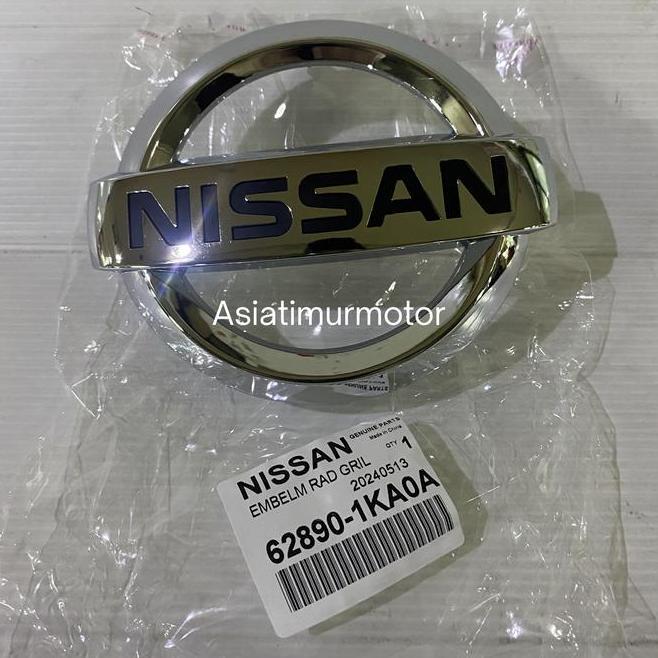 NISSAN
Asiatimurmotor
NISSAN GENUINE PARTS
Made in China
EMBELM RAD GRIL QTY 1
20240513
62890-1KA0A